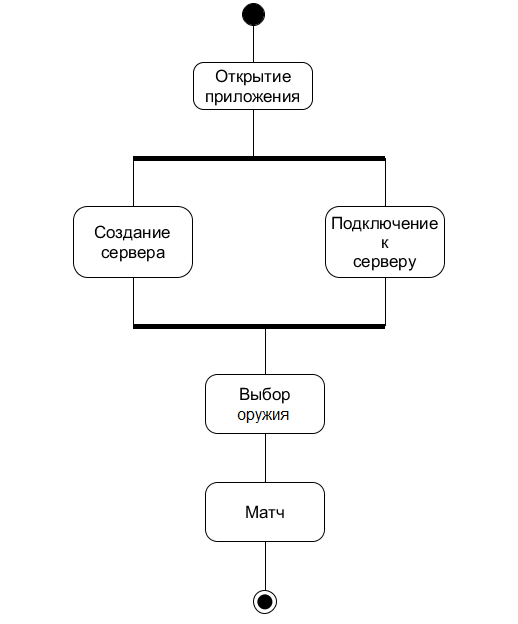 Открытие
приложения
Создание
сервера
Подключение
к
серверу
Выбор
оружия
Матч